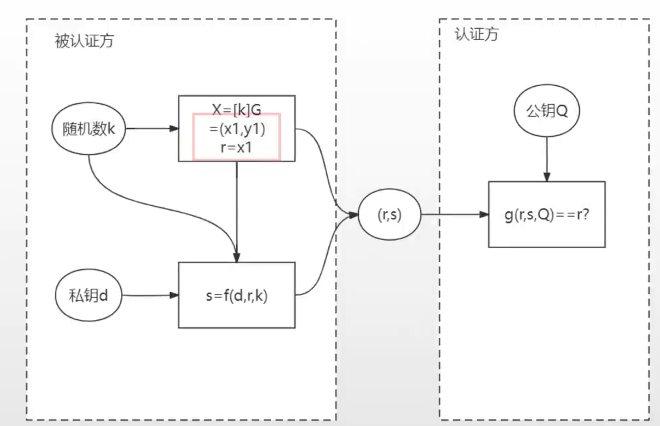 被认证方
认证方
随机数k
X=[k]G
=(x1,y1)
r=x1
公钥Q
(r,s)
g(r,s,Q)==r?
私钥d
s=f(d,r,k)